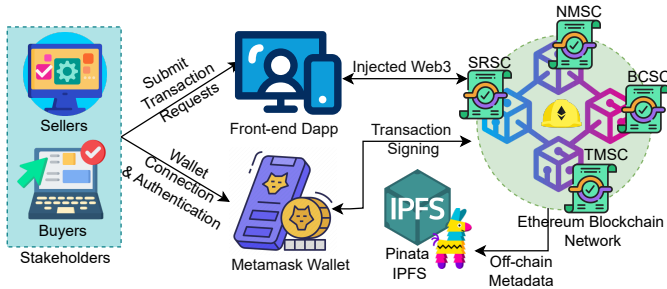 NMSC
SRSC
BCSC
TMSC
Submit
Transaction
Requests
Injected Web3
Sellers
Front-end Dapp
Transaction
Signing
Wallet
Connection
& Authentication
IPFS
Buyers
Stakeholders
Metamask Wallet
Pinata
IPFS
Ethereum Blockchain
Network
Off-chain
Metadata